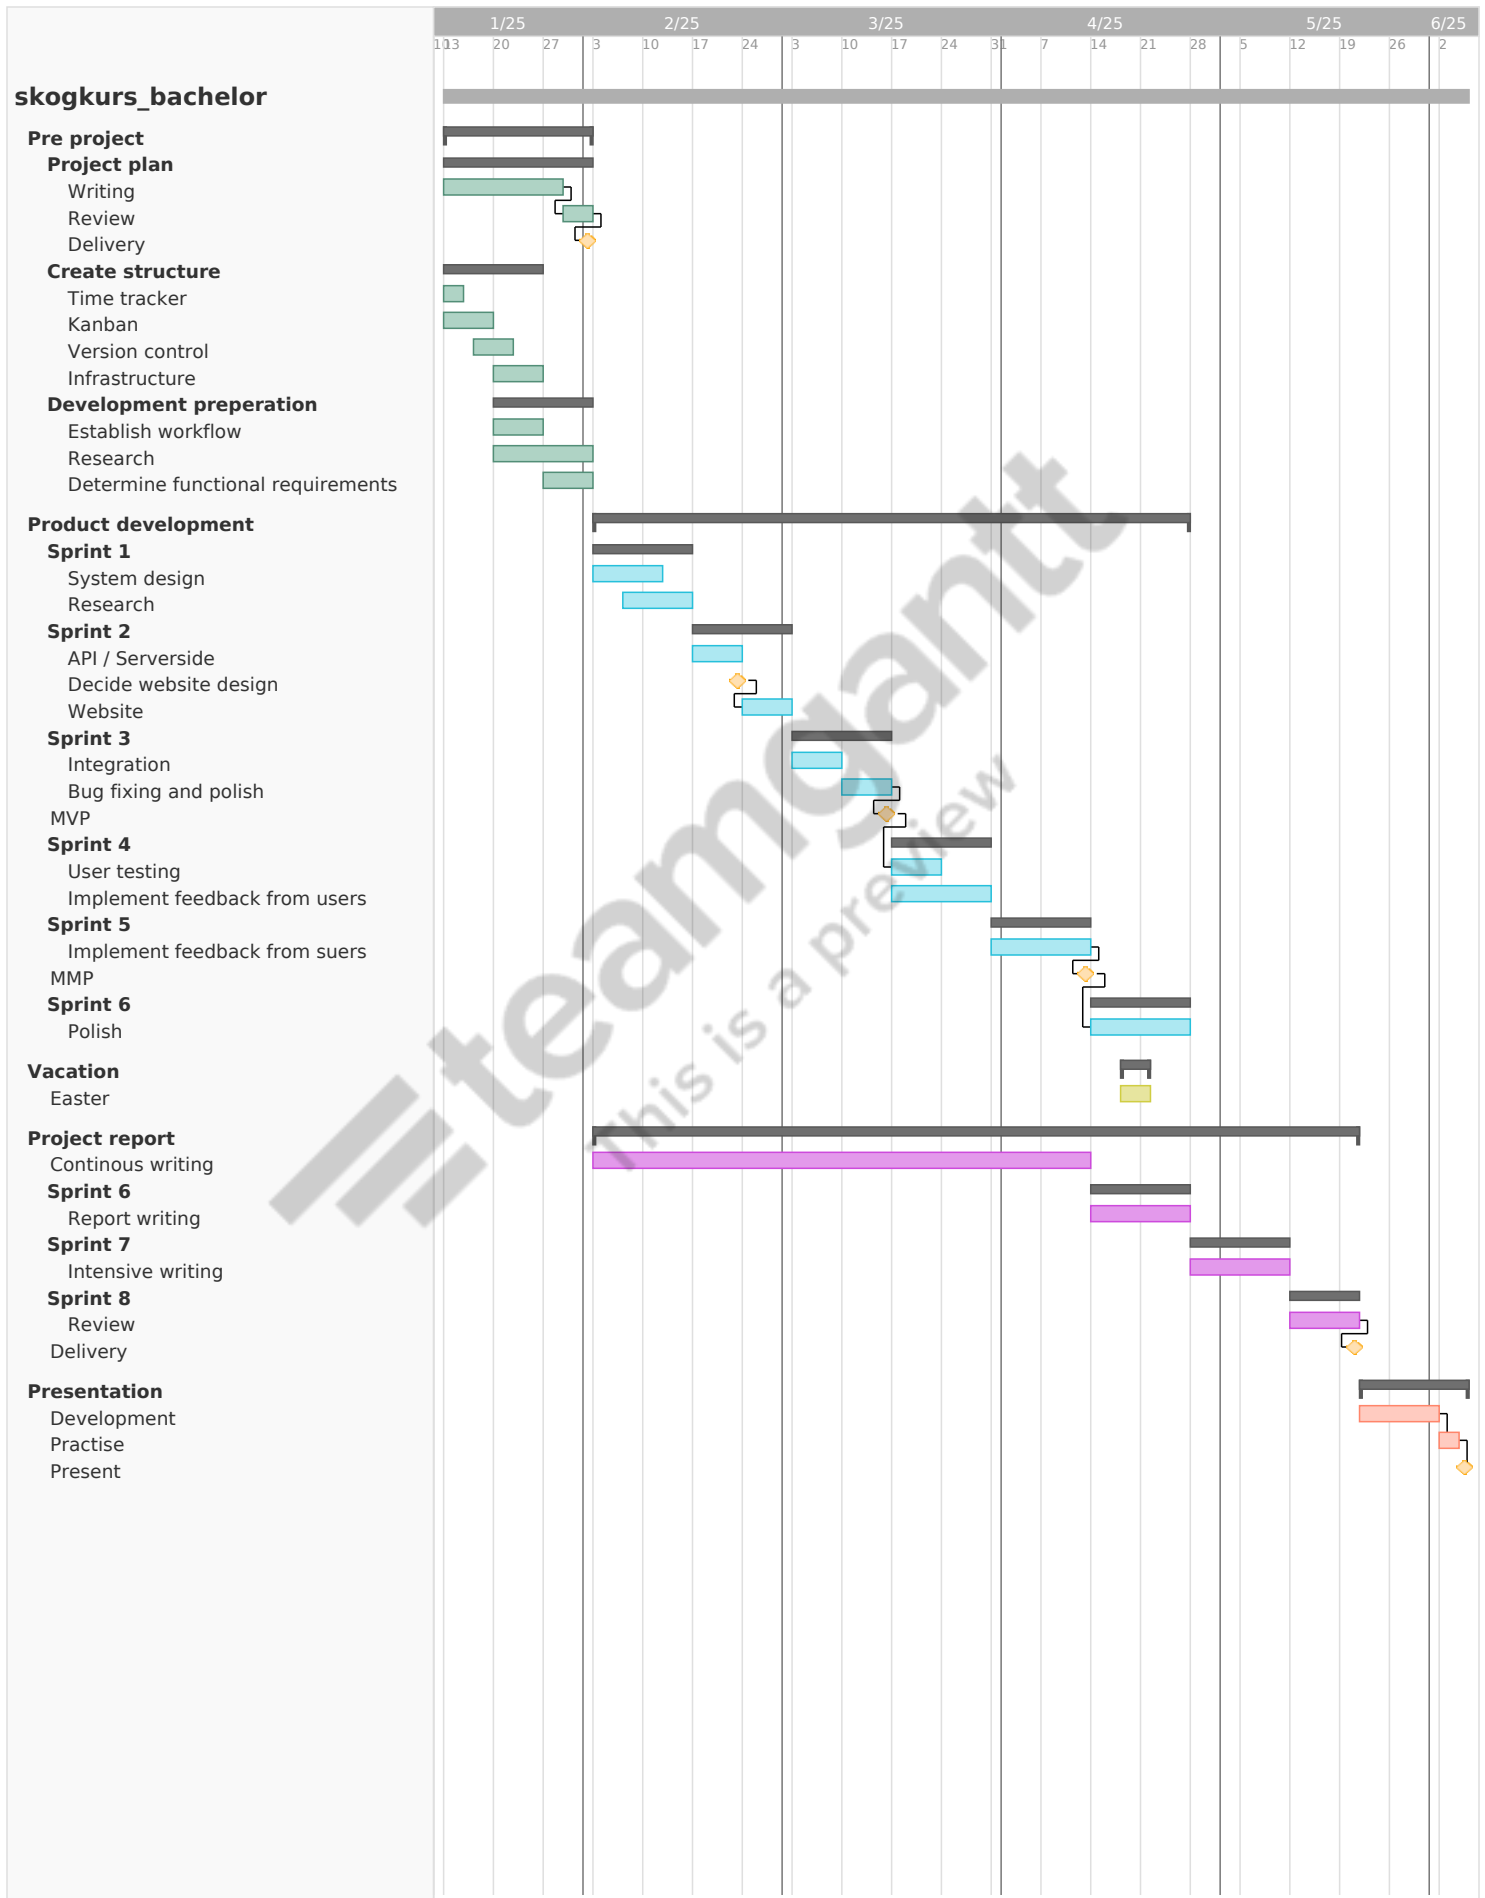 1/25 2/25 3/25 4/25 5/25 6/25
10 13 20 27 3 10 17 24 3 10 17 24 31 7 14 21 28 5 12 19 26 2
skogkurs_bachelor
Pre project
Project plan
Writing
Review
Delivery
Create structure
Time tracker
Kanban
Version control
Infrastructure
Development preperation
Establish workflow
Research
Determine functional requirements
Product development
Sprint 1
System design
Research
Sprint 2
API / Serverside
Decide website design
Website
Sprint 3
Integration
Bug fixing and polish
MVP
Sprint 4
User testing
Implement feedback from users
Sprint 5
Implement feedback from suers
MMP
Sprint 6
Polish
Vacation
Easter
Project report
Continous writing
Sprint 6
Report writing
Sprint 7
Intensive writing
Sprint 8
Review
Delivery
Presentation
Development
Practise
Present
teamgantt
This is a preview